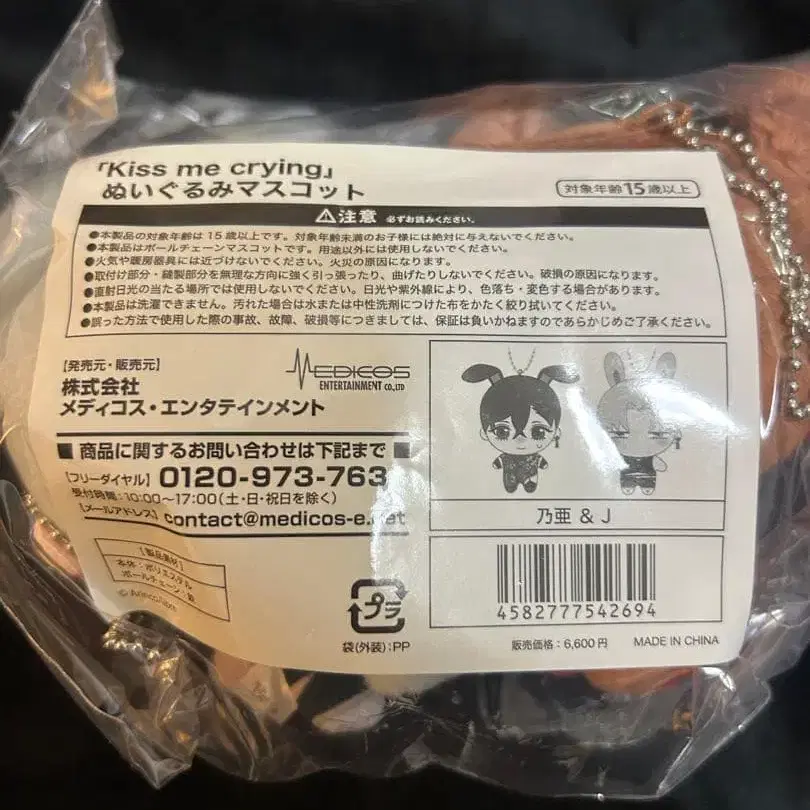 「Kiss me crying」
ぬいぐるみマスコット
対象年齢15歳以上
⚠注意 必ずお読みください。
●本製品の対象年齢は15歳以上です。対象年齢未満のお子様には絶対に与えないでください。
●本製品はボールチェーンマスコットです。用途以外には使用しないでください。
●火気や暖房器具には近づけないでください。火災の原因になります。
●取付け部分・縫製部分を無理な方向に強く引っ張ったり、曲げたりしないでください。破損の原因になります。
●直射日光の当たる場所では使用しないでください。日光や紫外線により、色落ち・変色する場合があります。
●本製品は洗濯できません。汚れた場合は水または中性洗剤につけた布をかたく絞り拭いてください。
●誤った方法で使用した際の事故、故障、破損等につきましては、保証は負いかねますのであらかじめご了承ください。
【発売元・販売元】
株式会社
メディコス・エンタテインメント
MEDICOS
ENTERTAINMENT CO.,LTD
■商品に関するお問い合わせは下記まで■
【フリーダイヤル】0120-973-763
受付時間:10:00〜17:00(土・日・祝日を除く)
【メールアドレス】contact@medicos-e.net
【製品素材】
本体:ポリエステル
ボールチェーン:鉄
プラ
袋(外装):PP
乃亜 & J
4582777542694
販売価格:6,600円
MADE IN CHINA